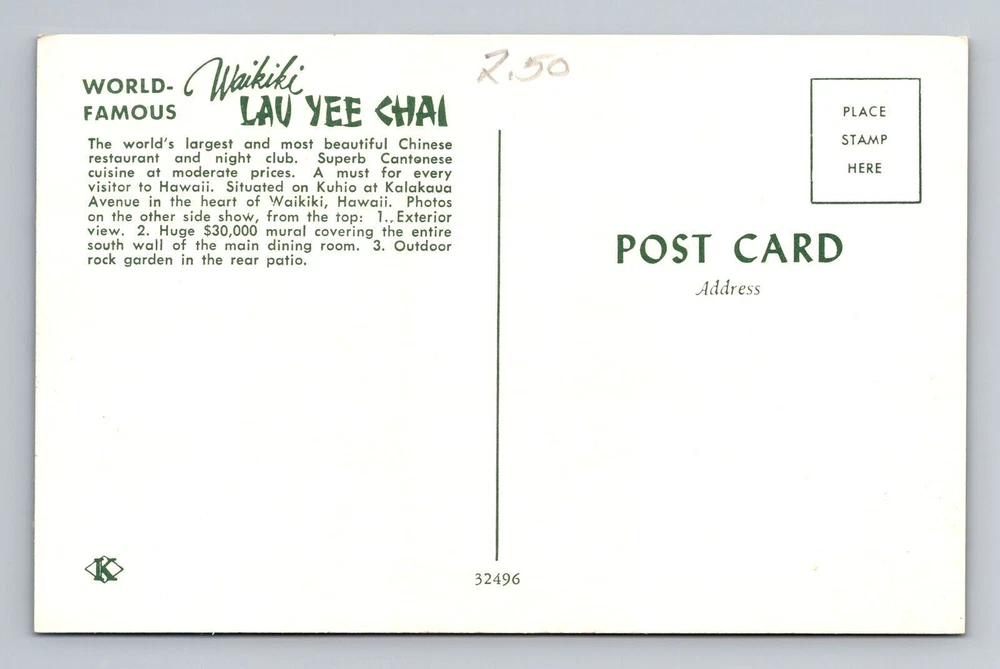 WORLD-
FAMOUS
Waikiki
LAU YEE CHAI
The world's largest and most beautiful Chinese
restaurant and night club. Superb Cantonese
cuisine at moderate prices. A must for every
visitor to Hawaii. Situated on Kuhio at Kalakaua
Avenue in the heart of Waikiki, Hawaii. Photos
on the other side show, from the top: 1.. Exterior
view. 2. Huge $30,000 mural covering the entire
south wall of the main dining room. 3. Outdoor
rock garden in the rear patio.
2.50
PLACE
STAMP
HERE
POST CARD
Address
K
32496